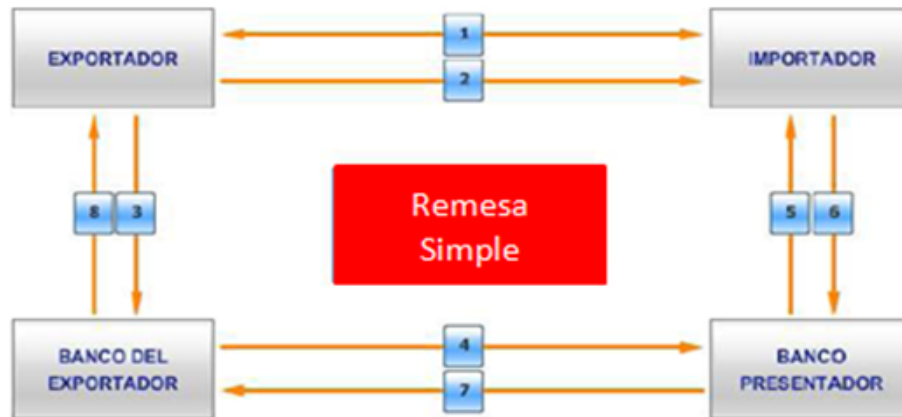 EXPORTADOR
1
IMPORTADOR
2
Remesa
Simple
8
3
5
6
BANCO DEL
EXPORTADOR
4
BANCO
PRESENTADOR
7